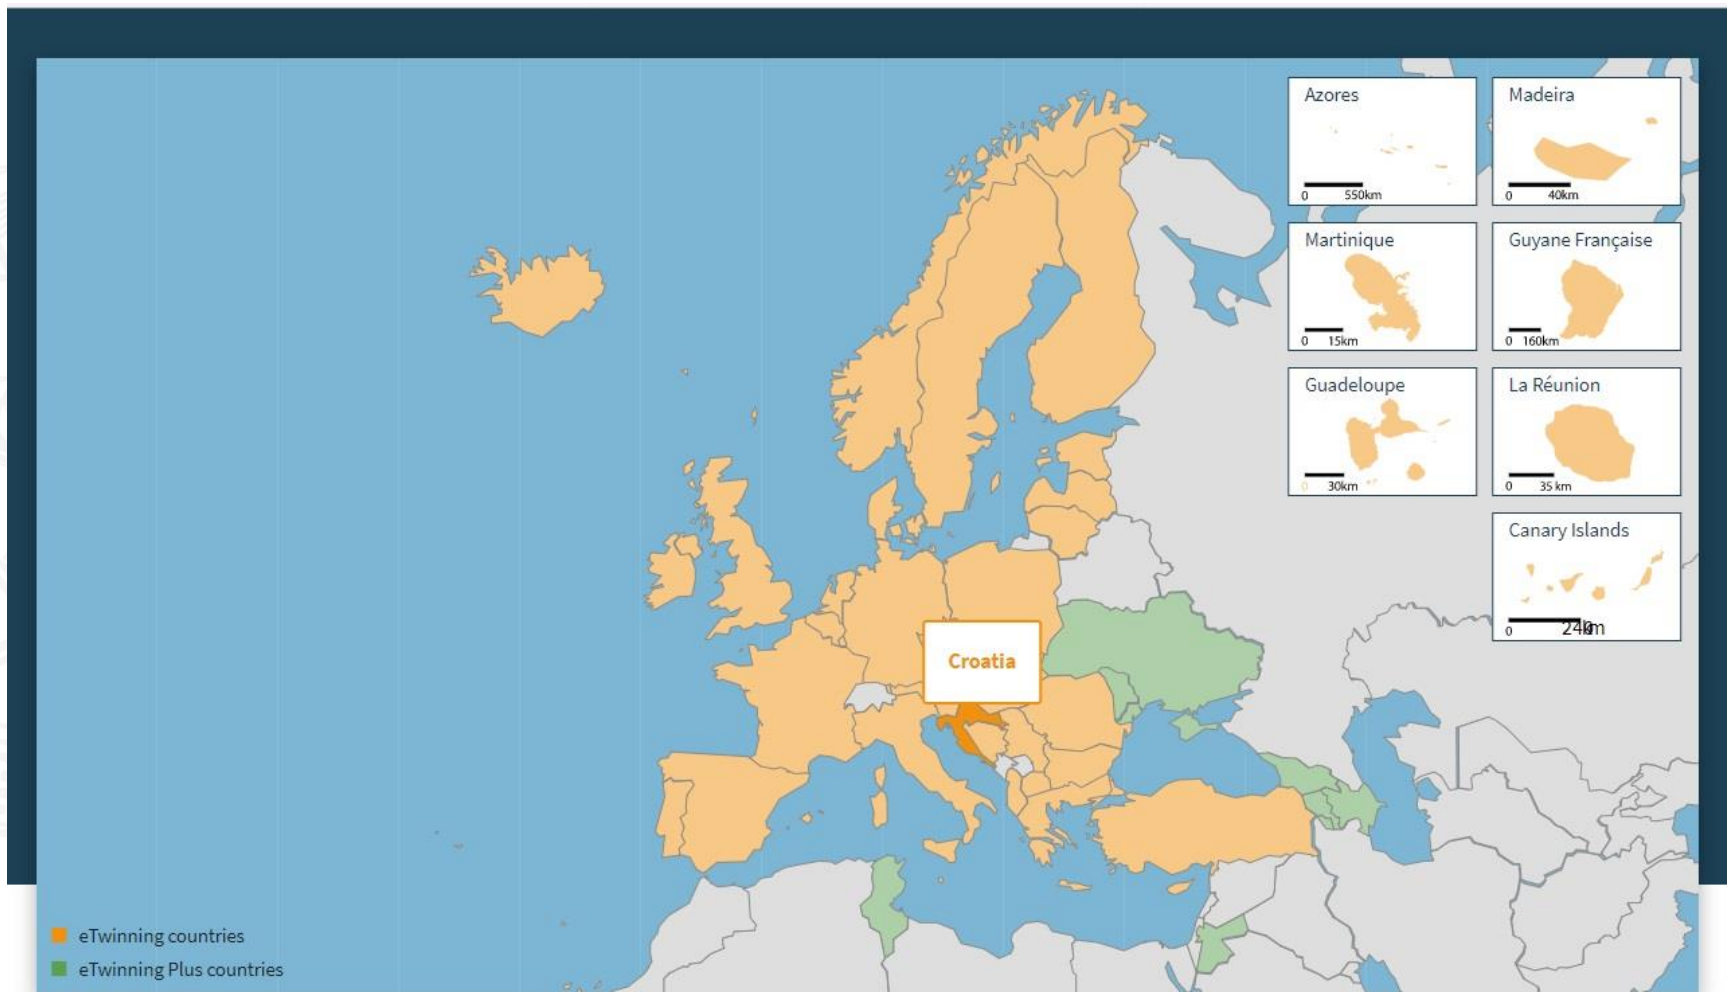 Azores
0 550km
Madeira
0 40km
Martinique
0 15km
Guyane Française
0 160km
Guadeloupe
0 30km
La Réunion
0 35 km
Canary Islands
0
Croatia
eTwinning countries
eTwinning Plus countries